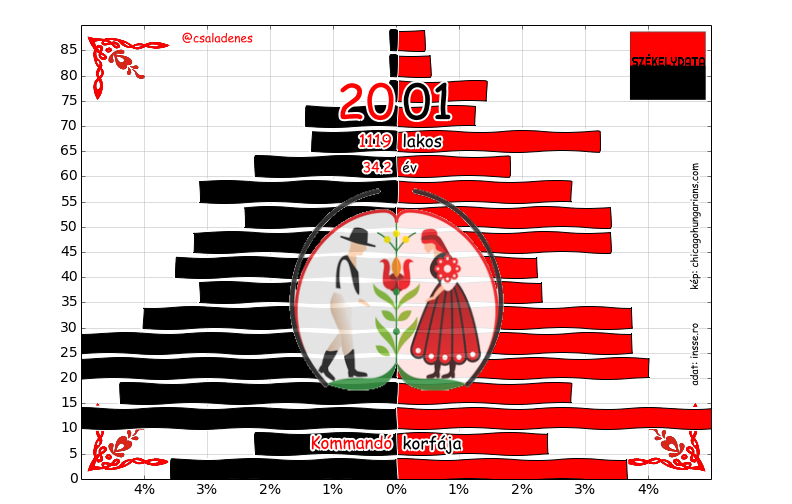 @csaladenes
SZÉKELYDATA
2001
1119 lakos
34,2 év
Kommandó korfája
kép: chicagohungarians.com
adat: insse.ro
85
80
75
70
65
60
55
50
45
40
35
30
25
20
15
10
5
0
4% 3% 2% 1% 0% 1% 2% 3% 4%